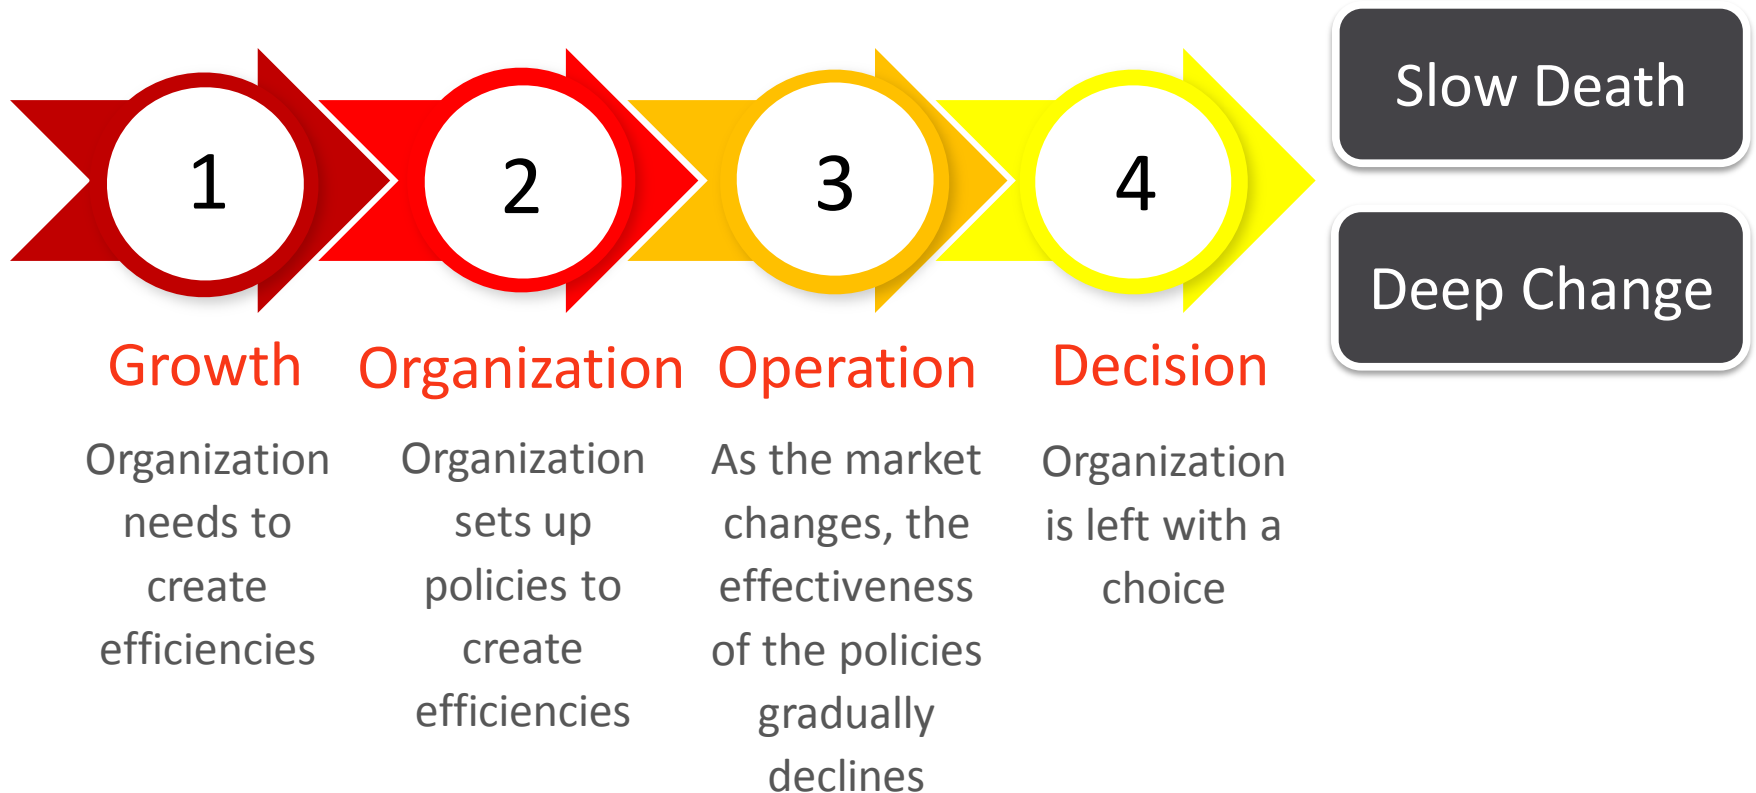 1
2
3
4
Slow Death
Deep Change
Growth
Organization
needs to
create
efficiencies
Organization
Organization
sets up
policies to
create
efficiencies
Operation
As the market
changes, the
effectiveness
of the policies
gradually
declines
Decision
Organization
is left with a
choice